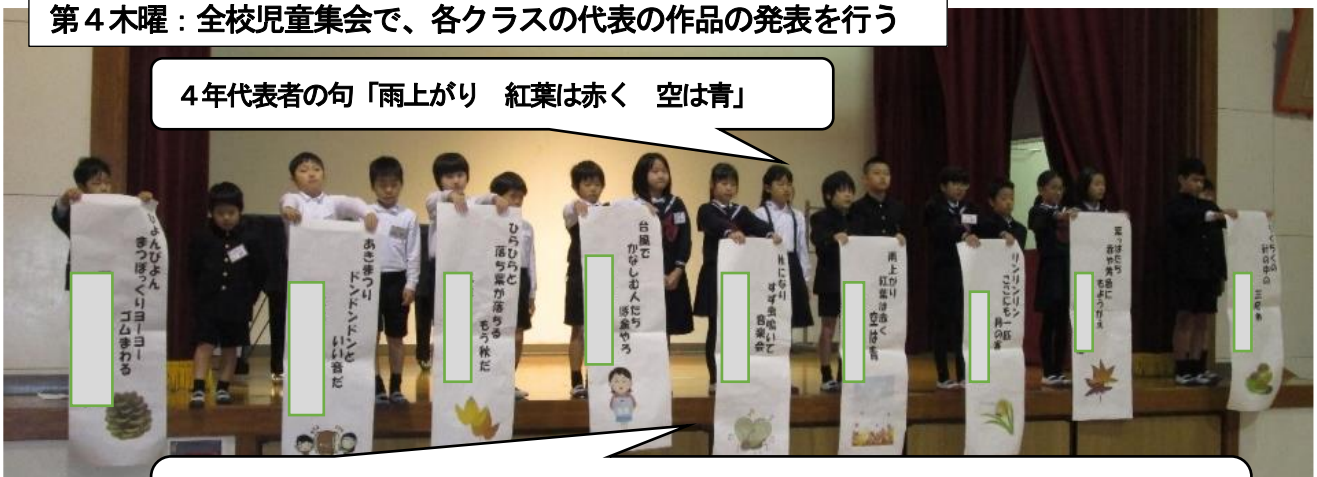 第４木曜：全校児童集会で、各クラスの代表の作品の発表を行う
４年代表者の句「雨上がり　紅葉は赤く　空は青」
ぴょんぴょん
まつぼっくりヨーヨー
ゴムまわる
あきまつり
ドンドンドンと
いい音だ
ひらひらと
落ち葉が落ちる
もう秋だ
台風で
かなしむ人たち
ぼ金やろ
秋になり
すず虫鳴いて
音楽会
雨上がり
紅葉は赤く
空は青
リンリンリン
ここにも一匹
葉っぱたち
赤や黄色に
もようがえ
針の中の